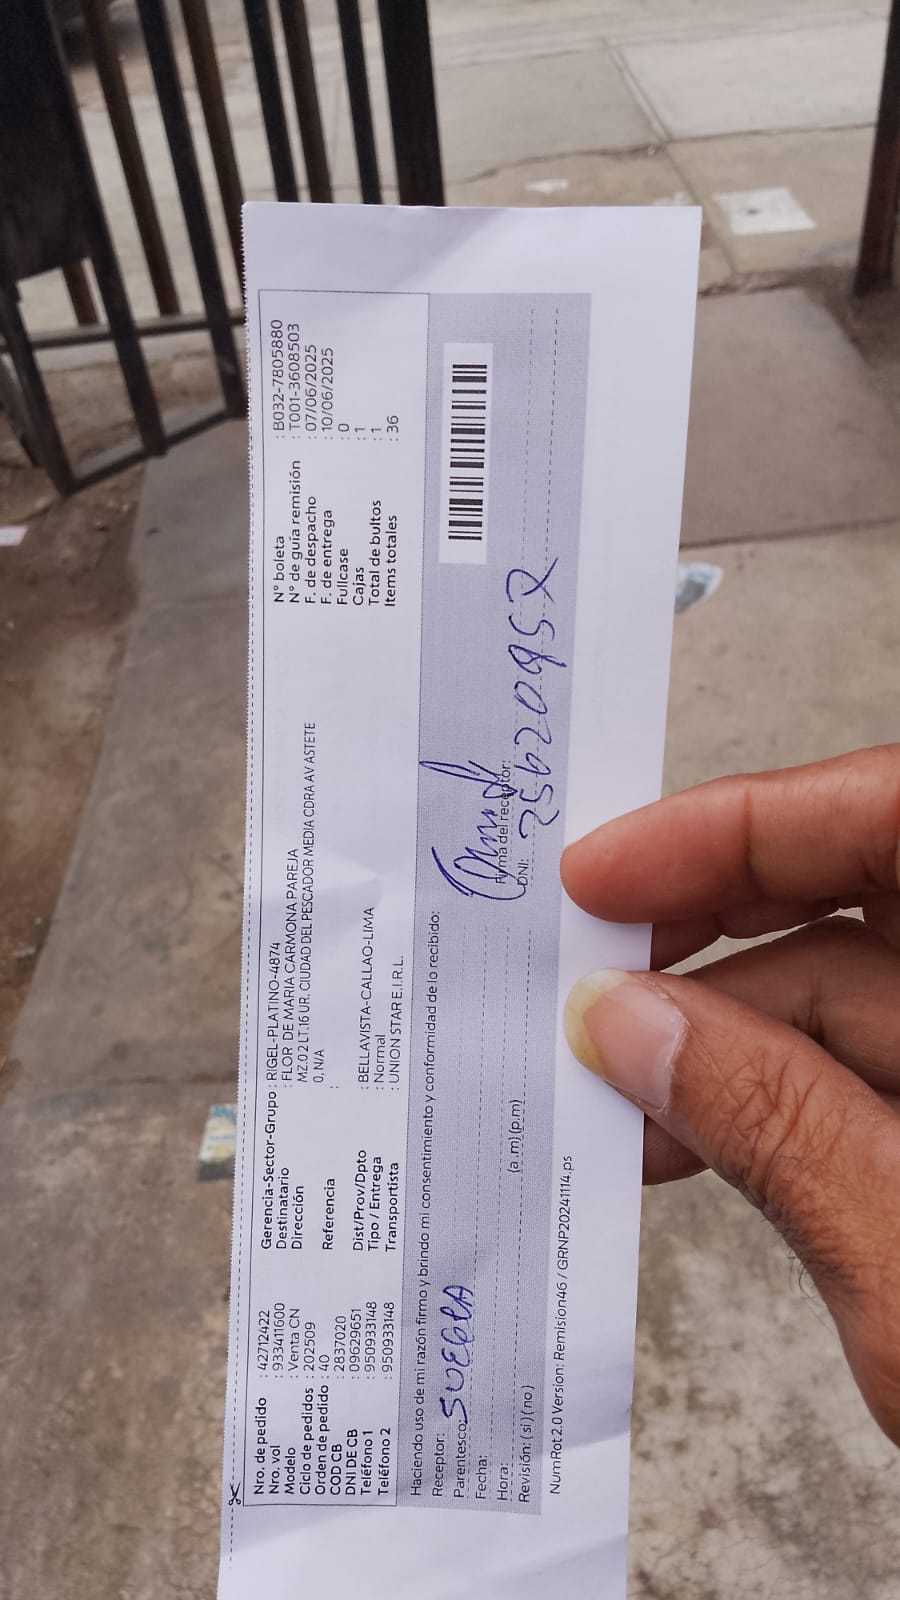 Nro. de pedido : 42712422
Nro. vol : 933411600
Modelo : Venta CN
Ciclo de pedidos : 202509
Orden de pedido : 40
COD CB : 2837020
DNI DE CB : 09629651
Teléfono 1 : 950933148
Teléfono 2 : 950933148
Gerencia-Sector-Grupo : RIGEL-PLATINO-4874
Destinatario : FLOR DE MARIA CARMONA PAREJA
Dirección MZ.02 LT.16 UR. CIUDAD DEL PESCADOR MEDIA CDRA AV ASTETE
0, N/A
Referencia :
Dist/Prov/Dpto : BELLAVISTA-CALLAO-LIMA
Tipo / Entrega : Normal
Transportista : UNION STAR E.I.R.L.
N° boleta : B032-7805880
N° de guía remisión : T001-3608503
F. de despacho : 07/06/2025
F. de entrega : 10/06/2025
Fullcase : 0
Cajas : 1
Total de bultos : 1
Items totales : 36
Haciendo uso de mi razón firmo y brindo mi consentimiento y conformidad de lo recibido:
Receptor:
Parentesco: SUEGRA
Fecha:
Hora: (a.m)(p.m)
Revisión: (si)(no)
Firma del receptor:
DNI: 25620957
NumRot2.0 Version: Remision46 / GRNP20241114.ps